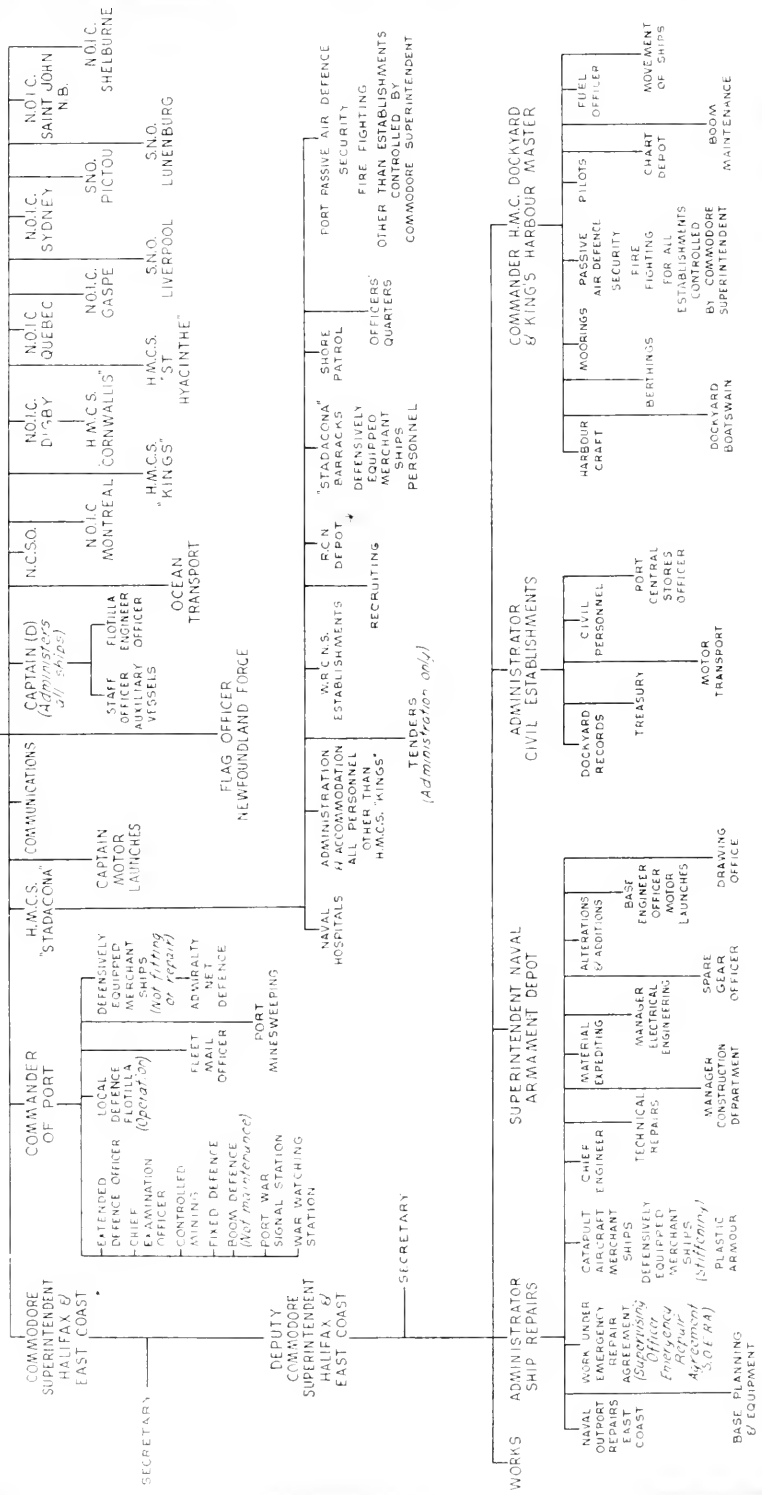 COMMODORE
SUPERINTENDENT
HALIFAX &
EAST COAST
SECRETARY
COMMANDER
OF PORT
EXTENDED
DEFENCE OFFICER
CHIEF
EXAMINATION
OFFICER
CONTROLLED
MINING
FIXED DEFENCE
BOOM DEFENCE
(Not maintenance)
PORT WAR
SIGNAL STATION
WAR WATCHING
STATION
LOCAL
DEFENCE
FLOTILLA
(Operation)
FLEET
MAIL
OFFICER
DEFENSIVELY
EQUIPPED
MERCHANT
SHIPS
(Not fitting
or repair)
ADMIRALTY
NET
DEFENCE
PORT
MINESWEEPING
H.M.C.S.
"STADACONA"
COMMUNICATIONS
CAPTAIN
MOTOR
LAUNCHES
FLAG OFFICER
NEWFOUNDLAND FORCE
CAPTAIN (D)
(Administers
all ships)
STAFF
OFFICER
AUXILIARY
VESSELS
FLOTILLA
ENGINEER
OFFICER
OCEAN
TRANSPORT
N.C.S.O.
N.O.I.C
MONTREAL
H.M.C.S.
"KINGS"
N.O.I.C.
DIGBY
H.M.C.S.
CORNWALLIS"
H.M.C.S.
"ST
HYACINTHE"
N.O.I.C
QUEBEC
N.O.I.C.
GASPE
S.N.O.
LIVERPOOL
N.O.I.C.
SYDNEY
S.N.O.
PICTOU
S.N.O.
LUNENBURG
N.O.I.C.
SAINT JOHN
N.B.
N.O.I.C.
SHELBURNE
NAVAL
HOSPITALS
ADMINISTRATION
& ACCOMMODATION
ALL PERSONNEL
OTHER THAN
H.M.C.S. "KINGS"
TENDERS
(Administration only)
W.R.C.N.S.
ESTABLISHMENTS
RECRUITING
R.C.N
DEPOT
"STADACONA"
BARRACKS
DEFENSIVELY
EQUIPPED
MERCHANT
SHIPS
PERSONNEL
SHORE
PATROL
OFFICERS'
QUARTERS
PORT PASSIVE AIR DEFENCE
SECURITY
FIRE FIGHTING
OTHER THAN ESTABLISHMENTS
CONTROLLED BY
COMMODORE SUPERINTENDENT
DEPUTY
COMMODORE
SUPERINTENDENT
HALIFAX &
EAST COAST
SECRETARY
WORKS
ADMINISTRATOR
SHIP REPAIRS
NAVAL
OUTPORT
REPAIRS
EAST
COAST
BASE PLANNING
& EQUIPMENT
WORK UNDER
EMERGENCY
REPAIR
AGREEMENT
(Supervising
Officer
Emergency
Repair
Agreement
S.O.E.R.A)
CATAPULT
AIRCRAFT
MERCHANT
SHIPS
DEFENSIVELY
EQUIPPED
MERCHANT
SHIPS
(Stiffening)
PLASTIC
ARMOUR
CHIEF
ENGINEER
TECHNICAL
REPAIRS
MANAGER
CONSTRUCTION
DEPARTMENT
MATERIAL
EXPEDITING
MANAGER
ELECTRICAL
ENGINEERING
SPARE
GEAR
OFFICER
ALTERATIONS
& ADDITIONS
BASE
ENGINEER
OFFICER
MOTOR
LAUNCHES
DRAWING
OFFICE
SUPERINTENDENT NAVAL
ARMAMENT DEPOT
ADMINISTRATOR
CIVIL ESTABLISHMENTS
DOCKYARD
RECORDS
TREASURY
MOTOR
TRANSPORT
CIVIL
PERSONNEL
PORT
CENTRAL
STORES
OFFICER
COMMANDER H.M.C. DOCKYARD
& KING'S HARBOUR MASTER
HARBOUR
CRAFT
DOCKYARD
BOATSWAIN
MOORINGS
BERTHINGS
PASSIVE
AIR DEFENCE
SECURITY
FIRE
FIGHTING
FOR ALL
ESTABLISHMENTS
CONTROLLED
BY COMMODORE
SUPERINTENDENT
PILOTS
CHART
DEPOT
BOOM
MAINTENANCE
FUEL
OFFICER
MOVEMENT
OF SHIPS